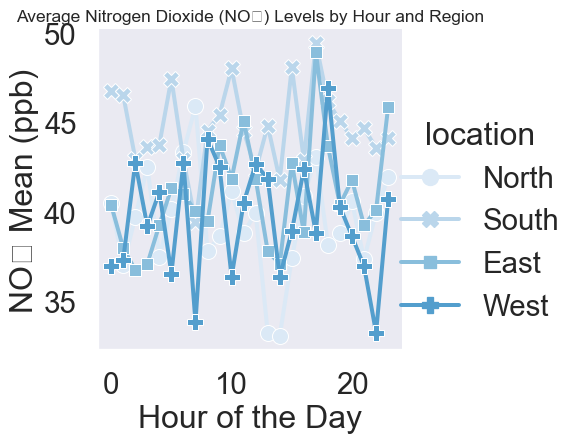 Average Nitrogen Dioxide (NO▯) Levels by Hour and Region
NO▯ Mean (ppb)
50
45
40
35
0 10 20
Hour of the Day
location
North
South
East
West